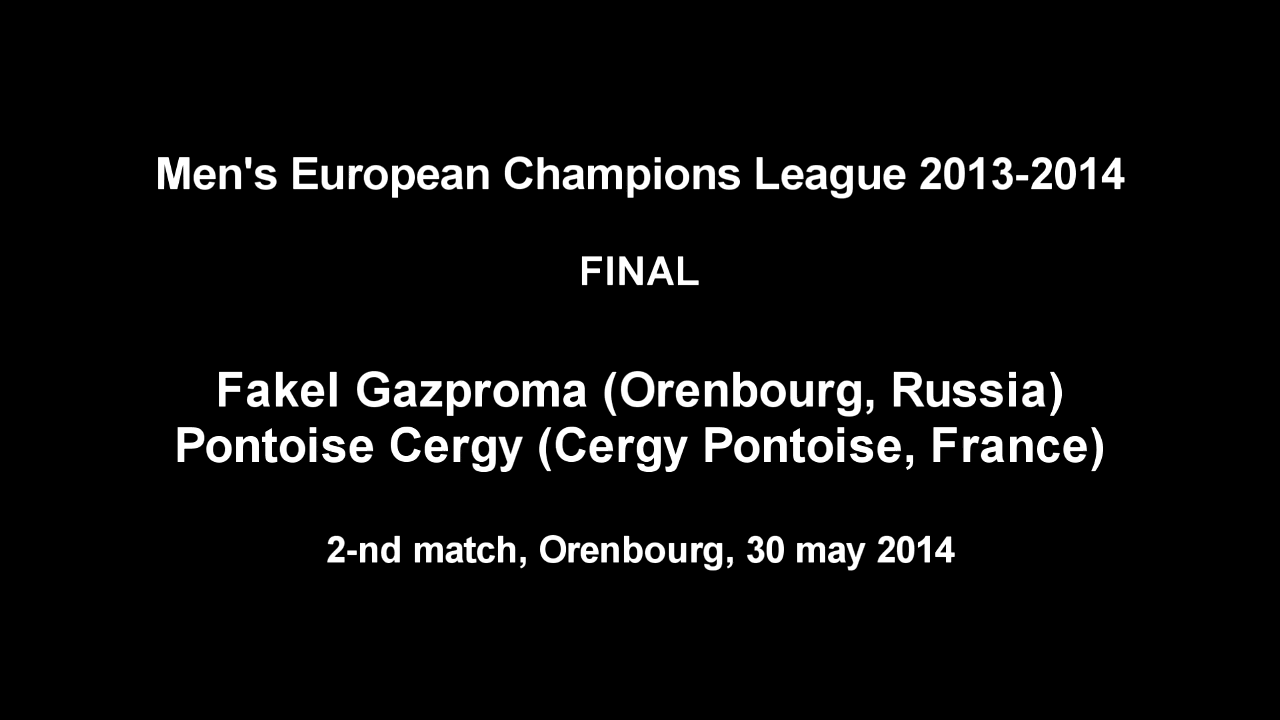 Men's European Champions League 2013-2014
FINAL
Fakel Gazproma (Orenbourg, Russia)
Pontoise Cergy (Cergy Pontoise, France)
2-nd match, Orenbourg, 30 may 2014